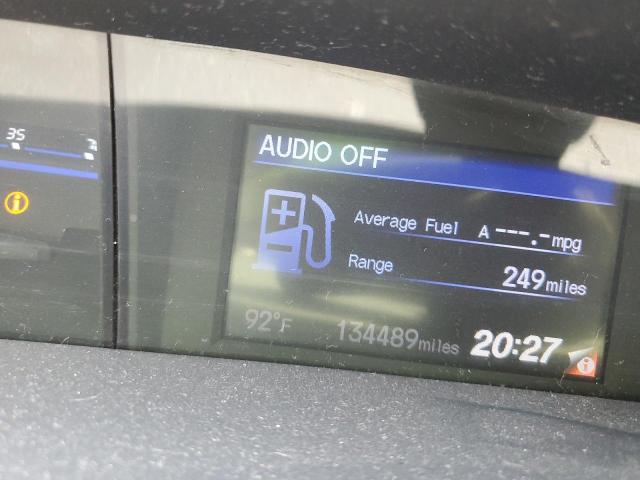 35
AUDIO OFF
Average Fuel A ---.- mpg
Range 249 miles
92°F 134489 miles 20:27